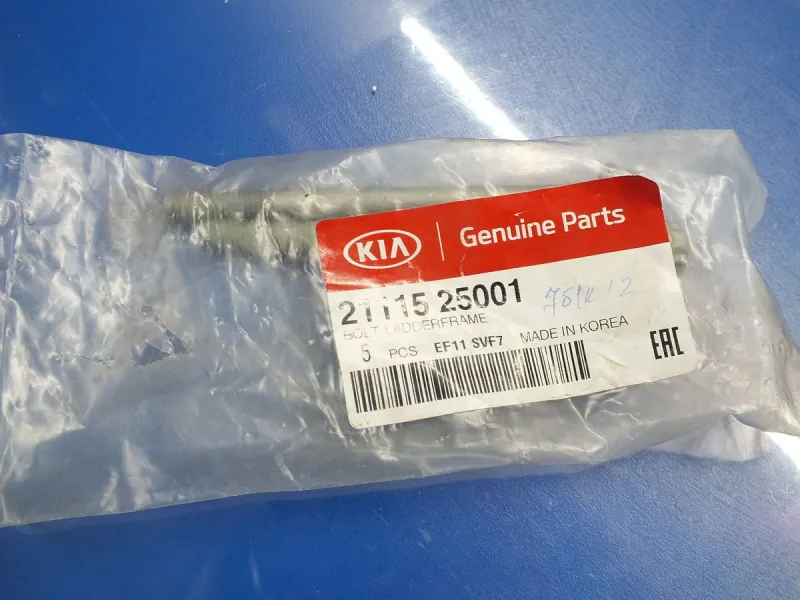 KIA Genuine Parts
21115 25001
BOLT-LADDERFRAME
5 PCS EF11 SVF7 MADE IN KOREA
EAC